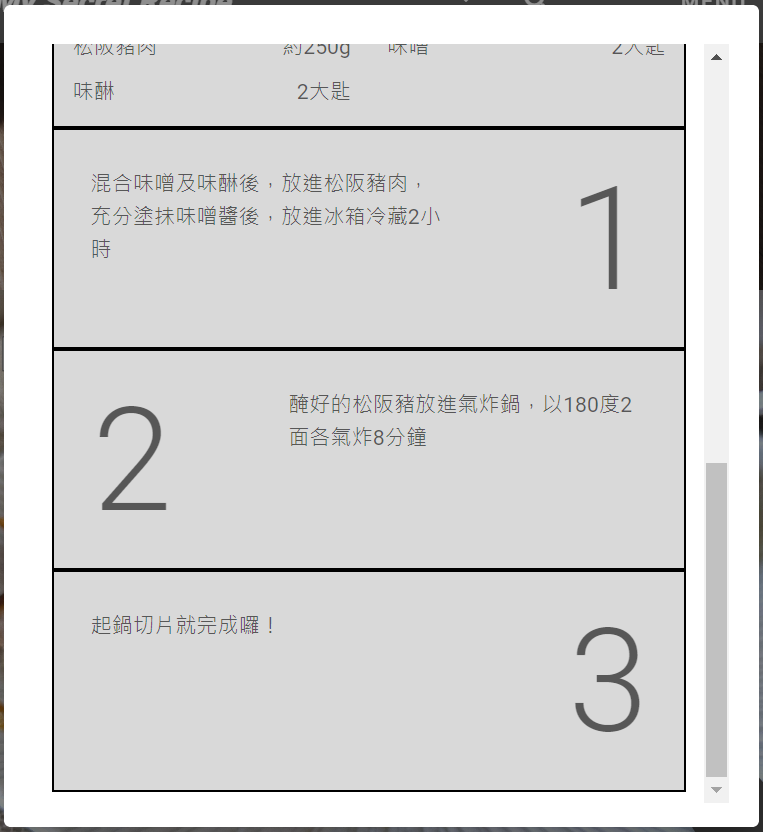 My Secret Recipe
MENU
松阪豬肉 約250g 味噌 2大匙
味醂 2大匙
混合味噌及味醂後，放進松阪豬肉，
充分塗抹味噌醬後，放進冰箱冷藏2小
時
1
2
醃好的松阪豬放進氣炸鍋，以180度2
面各氣炸8分鐘
起鍋切片就完成囉！
3